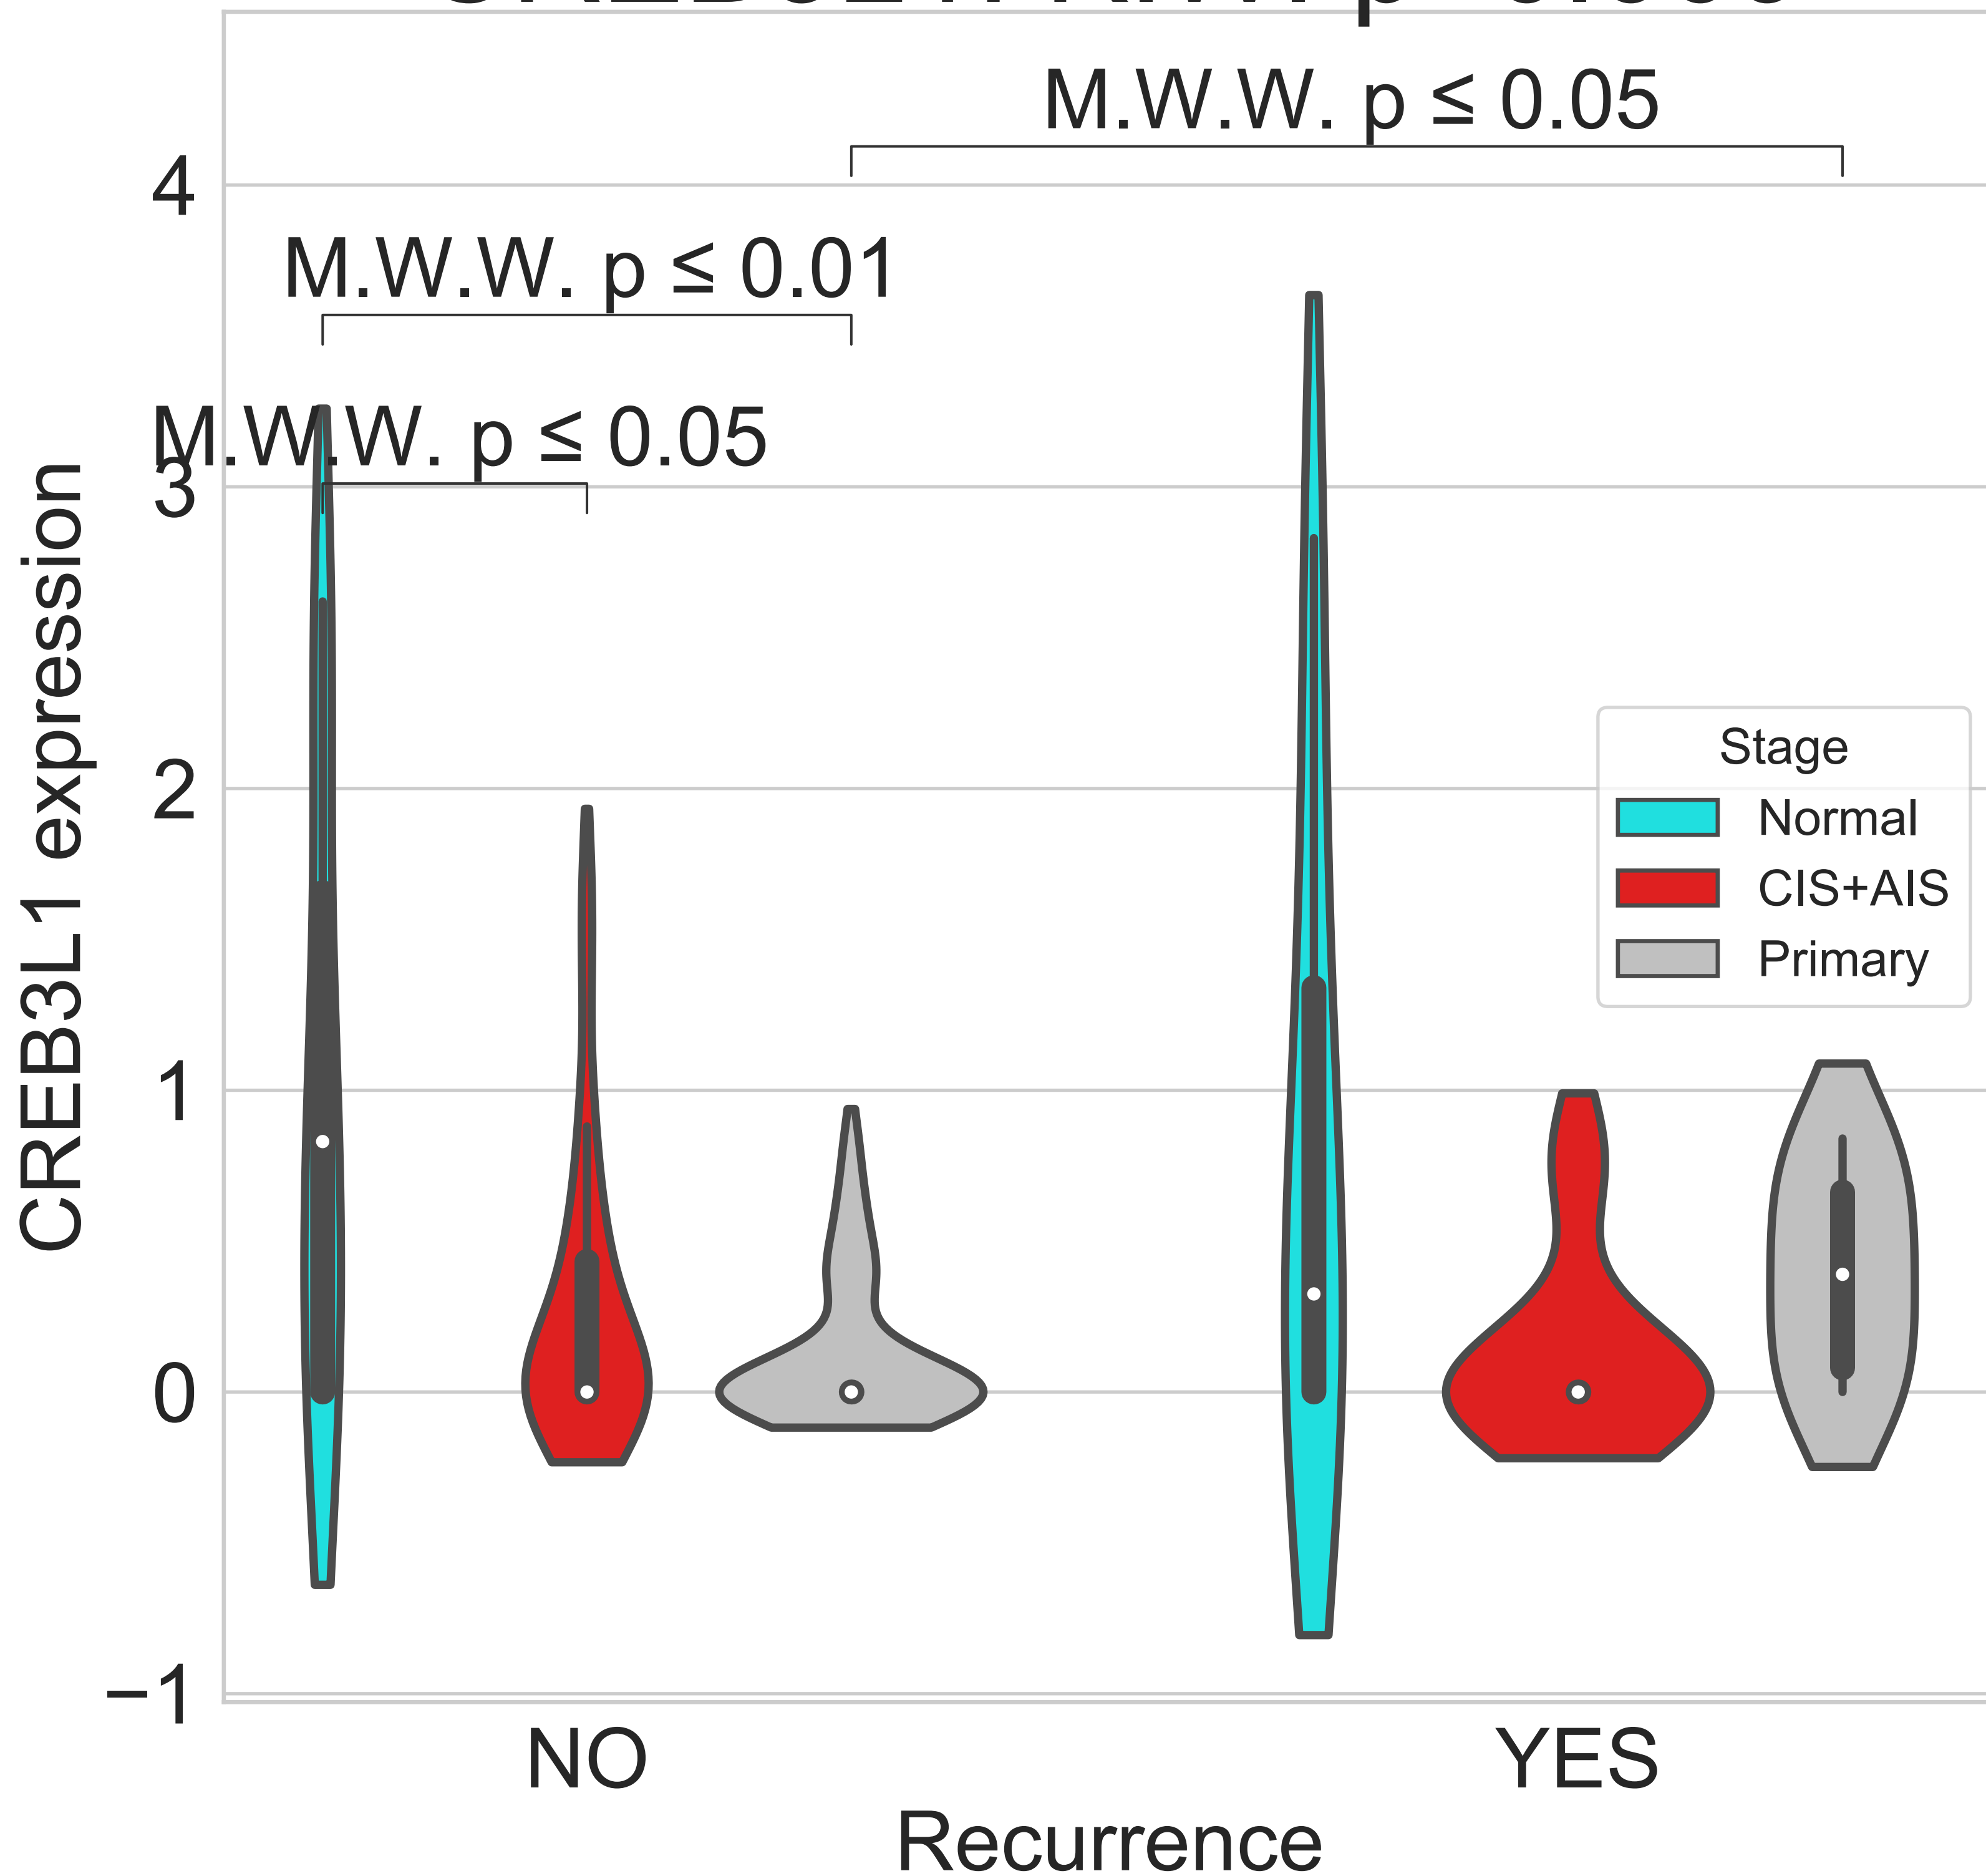 M.W.W. p ≤ 0.05
4
M.W.W. p ≤ 0.01
M.W.W. p ≤ 0.05
3
2
1
0
−1
CREB3L1 expression
Stage
Normal
CIS+AIS
Primary
NO
YES
Recurrence